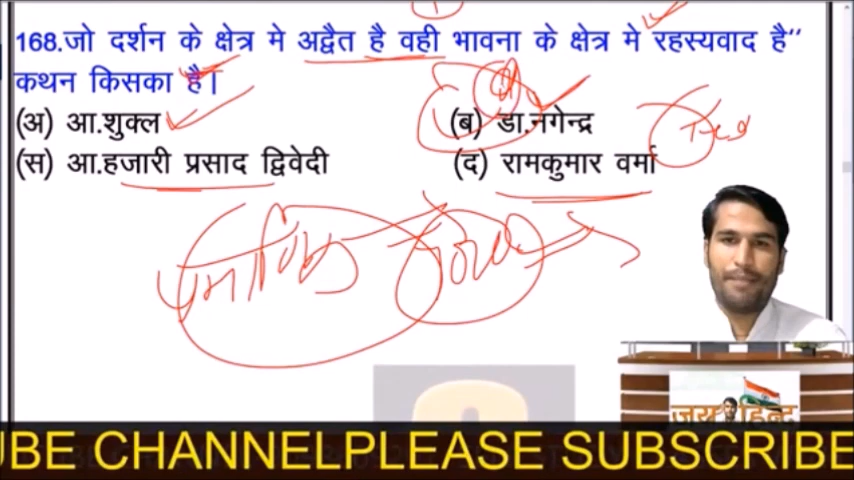 168.जो दर्शन के क्षेत्र मे अद्वैत है वही भावना के क्षेत्र मे रहस्यवाद है''
कथन किसका है।
(अ) आ.शुक्ल (ब) डा.नगेन्द्र
(स) आ.हजारी प्रसाद द्विवेदी (द) रामकुमार वर्मा
जय हिन्द
UBE CHANNELPLEASE SUBSCRIBE